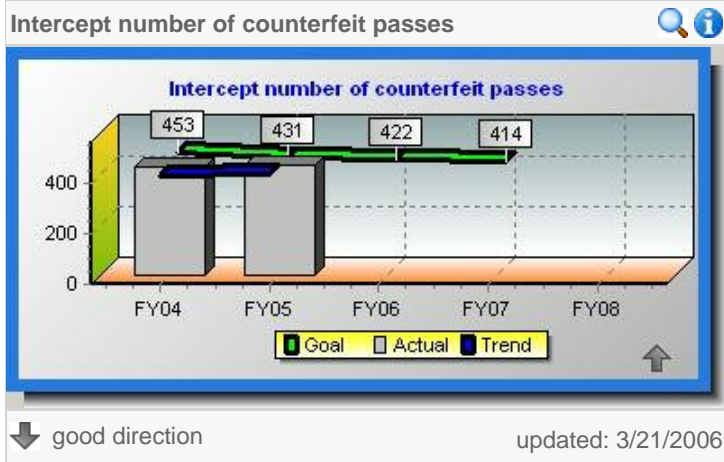 Intercept number of counterfeit passes
Intercept number of counterfeit passes
453 431 422 414
400
200
0
FY04 FY05 FY06 FY07 FY08
Goal Actual Trend
good direction updated: 3/21/2006